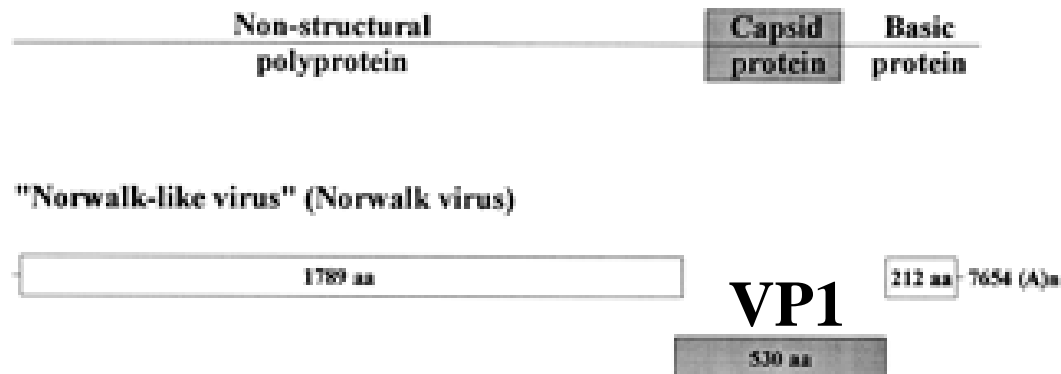 Non-structural
polyprotein
Capsid
protein
Basic
protein
"Norwalk-like virus" (Norwalk virus)
1789 aa
212 aa
7654 (A)n
VP1
530 aa